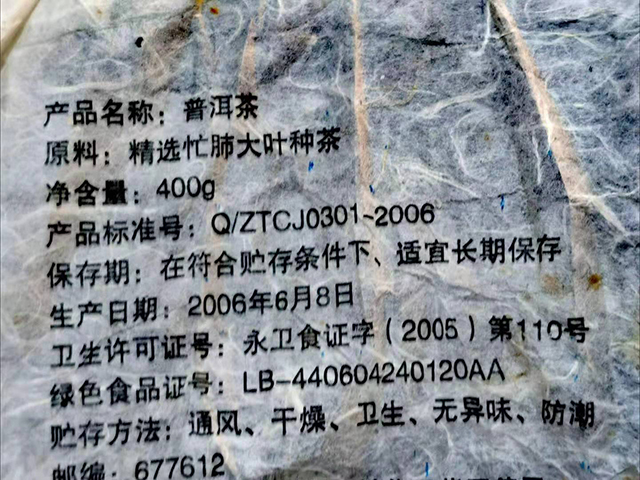 产品名称：普洱茶
原料：精选忙肺大叶种茶
净含量：400g
产品标准号：Q/ZTCJ0301-2006
保存期：在符合贮存条件下、适宜长期保存
生产日期：2006年6月8日
卫生许可证号：永卫食证字（2005）第110号
绿色食品证号：LB-440604240120AA
贮存方法：通风、干燥、卫生、无异味、防潮
邮编：677612